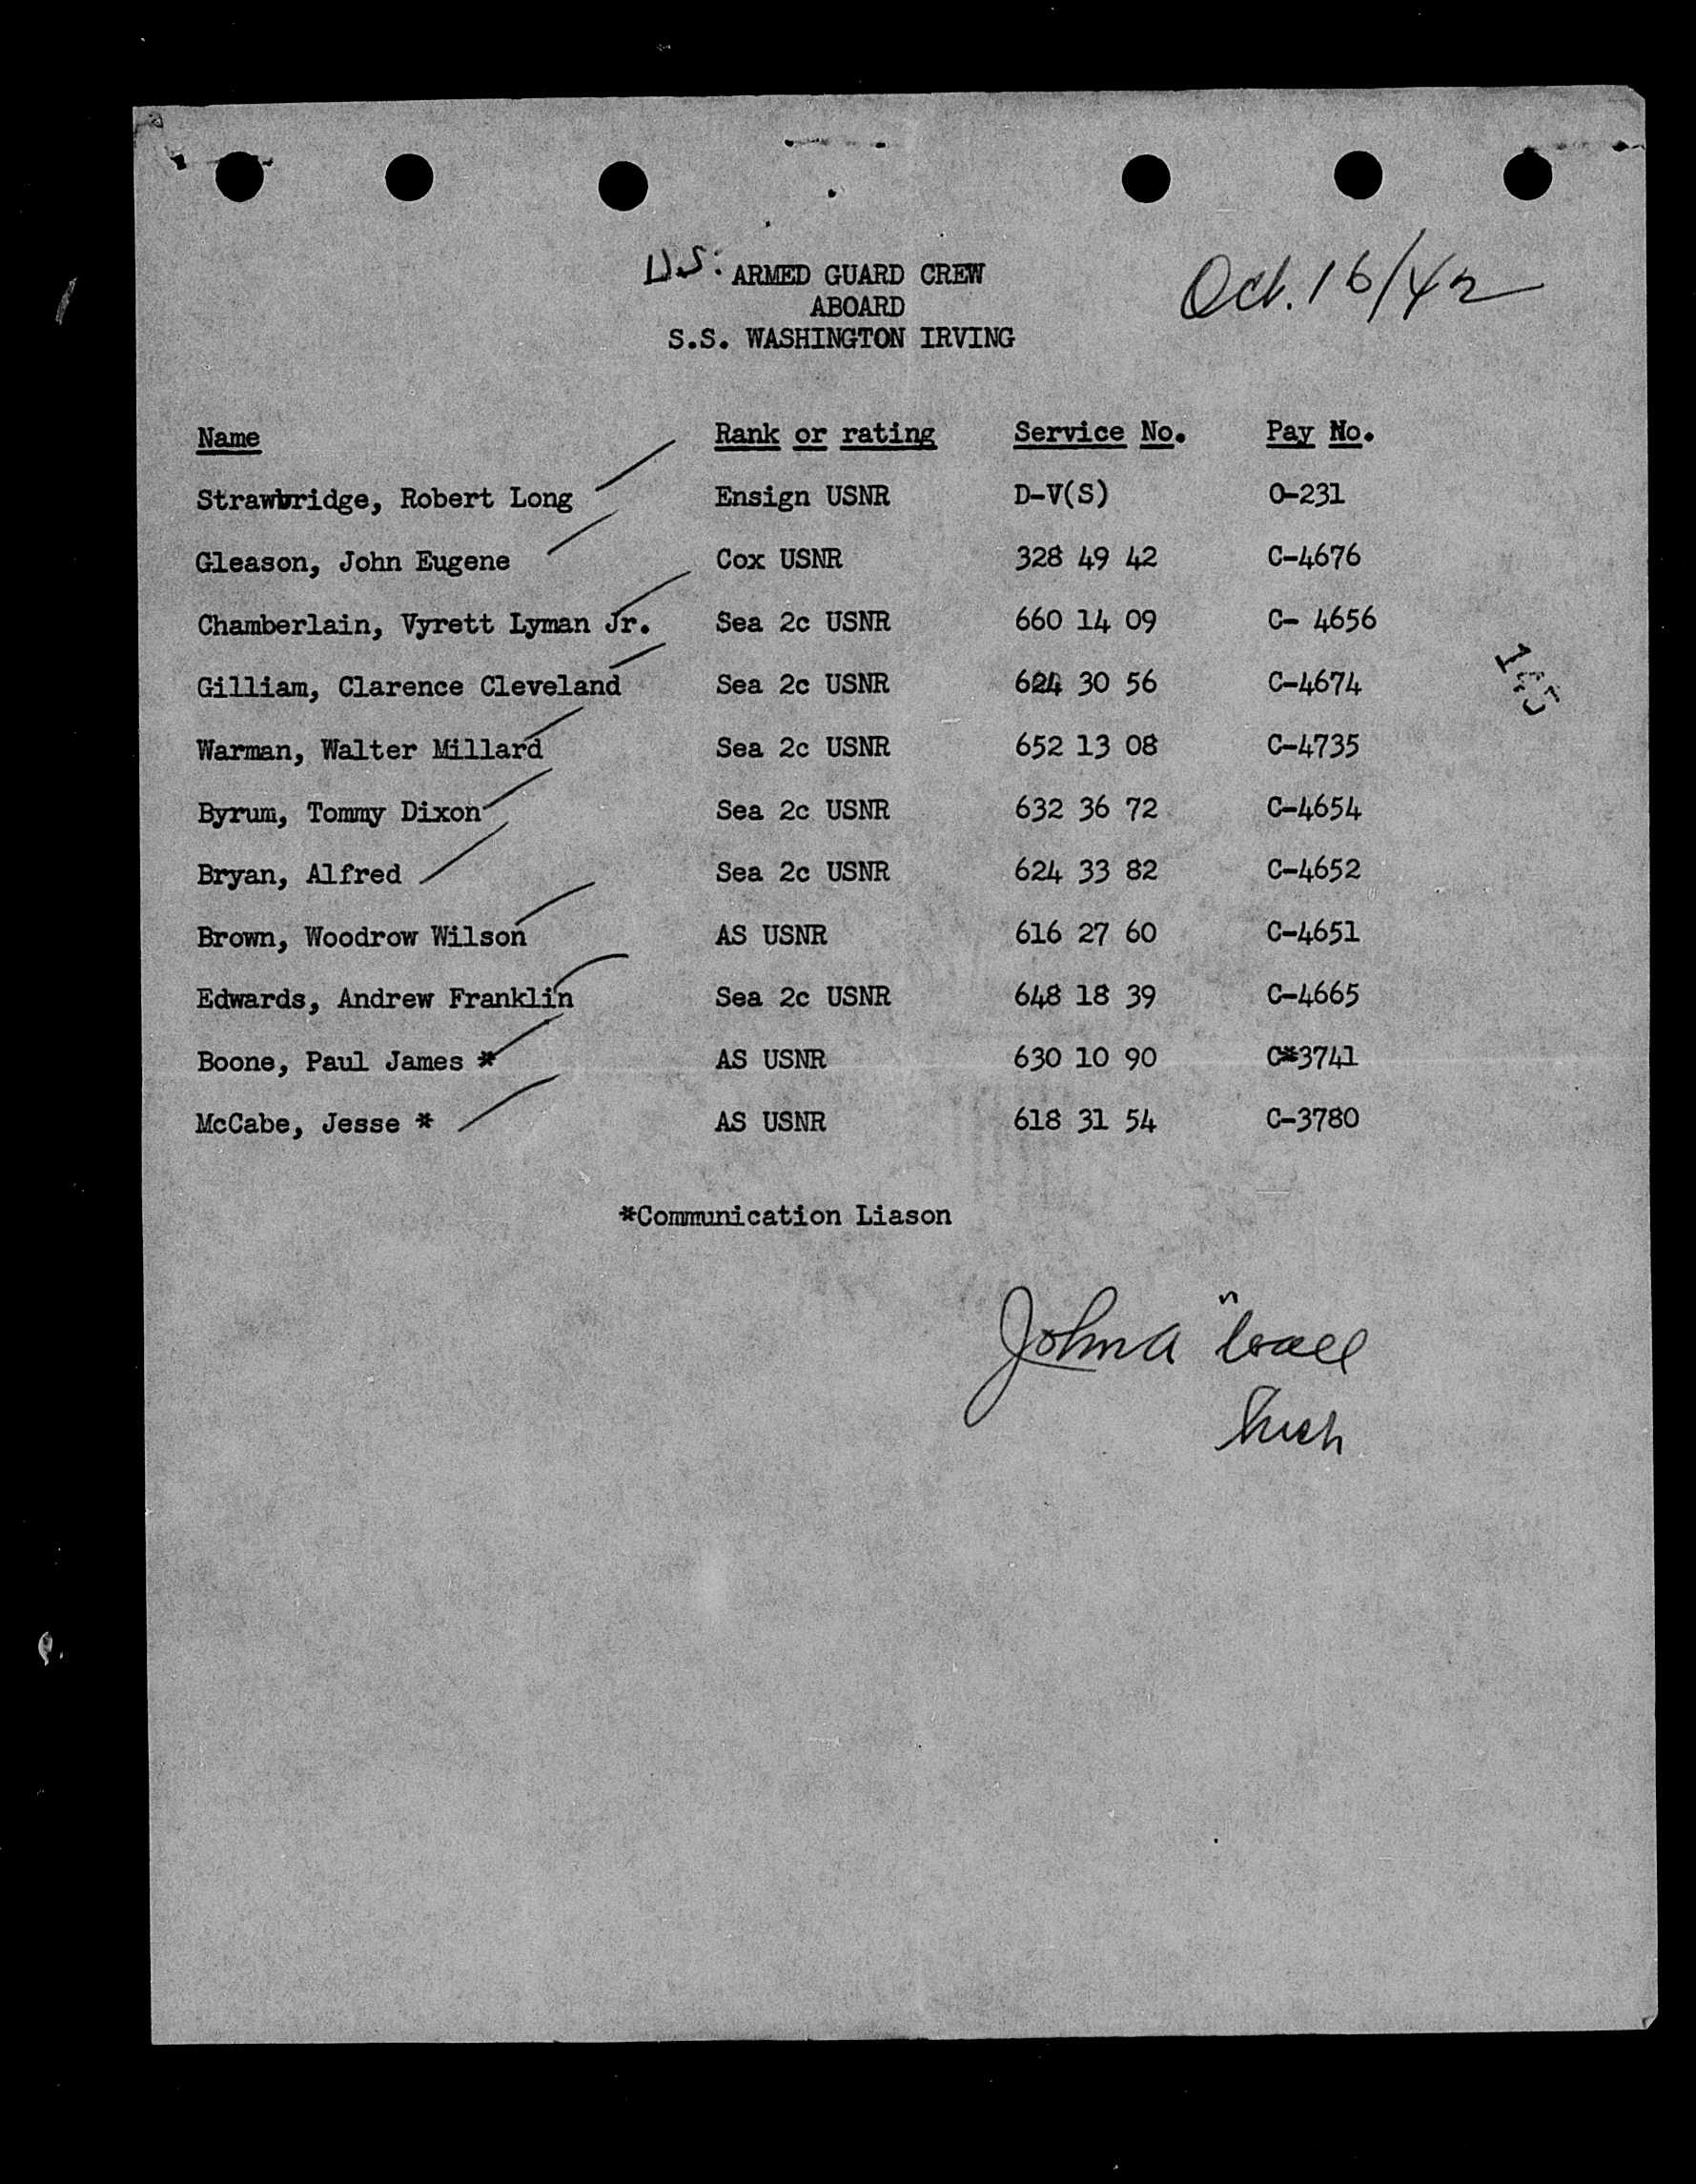 U.S. ARMED GUARD CREW
Oct. 16/42
ABOARD
S.S. WASHINGTON IRVING
Name Rank or rating Service No. Pay No.
Strawbridge, Robert Long Ensign USNR D-V(S) O-231
Gleason, John Eugene Cox USNR 328 49 42 C-4676
Chamberlain, Vyrett Lyman Jr. Sea 2c USNR 660 14 09 C- 4656
Gilliam, Clarence Cleveland Sea 2c USNR 624 30 56 C-4674
Warman, Walter Millard Sea 2c USNR 652 13 08 C-4735
Byrum, Tommy Dixon Sea 2c USNR 632 36 72 C-4654
Bryan, Alfred Sea 2c USNR 624 33 82 C-4652
Brown, Woodrow Wilson AS USNR 616 27 60 C-4651
Edwards, Andrew Franklin Sea 2c USNR 648 18 39 C-4665
Boone, Paul James * AS USNR 630 10 90 C*3741
McCabe, Jesse * AS USNR 618 31 54 C-3780
145
*Communication Liason
John A Wall